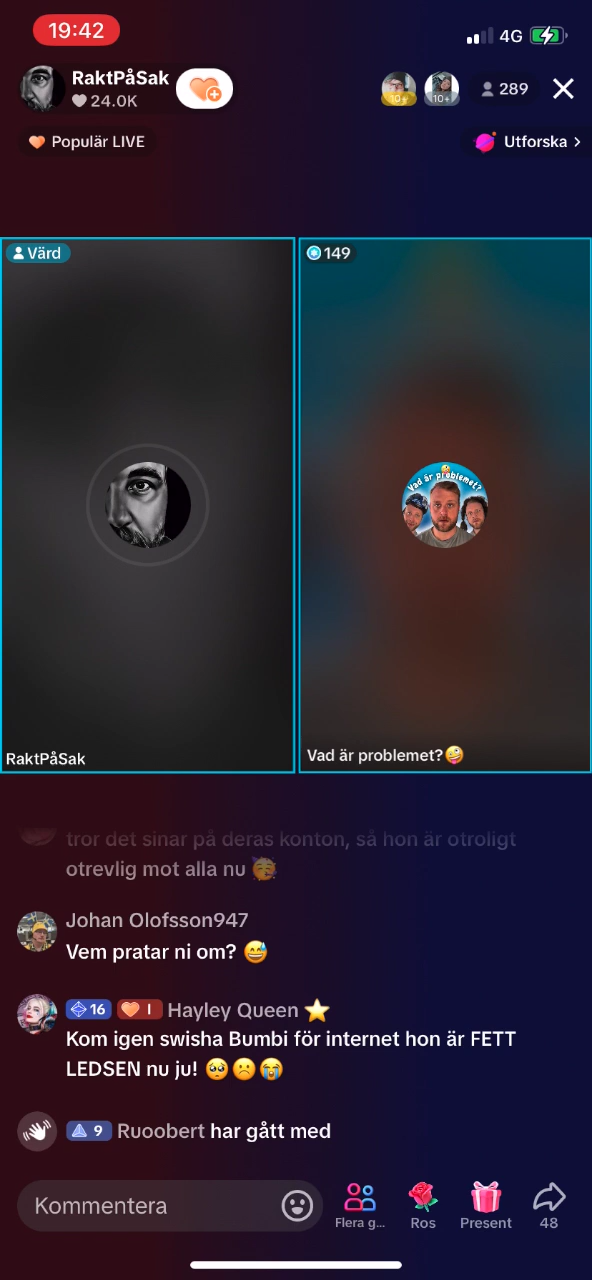 19:42
4G
RaktPåSak
24.0K
10+
10+
289
Populär LIVE
Utforska >
Värd
149
Vad är problemet?
RaktPåSak
Vad är problemet?🤪
tror det sinar på deras konton, så hon är otroligt
otrevlig mot alla nu 🥳
Johan Olofsson947
Vem pratar ni om? 😅
16 I Hayley Queen ⭐
Kom igen swisha Bumbi för internet hon är FETT
LEDSEN nu ju! 🥺☹️😭
9 Ruoobert har gått med
Kommentera
Flera g...
Ros
Present
48